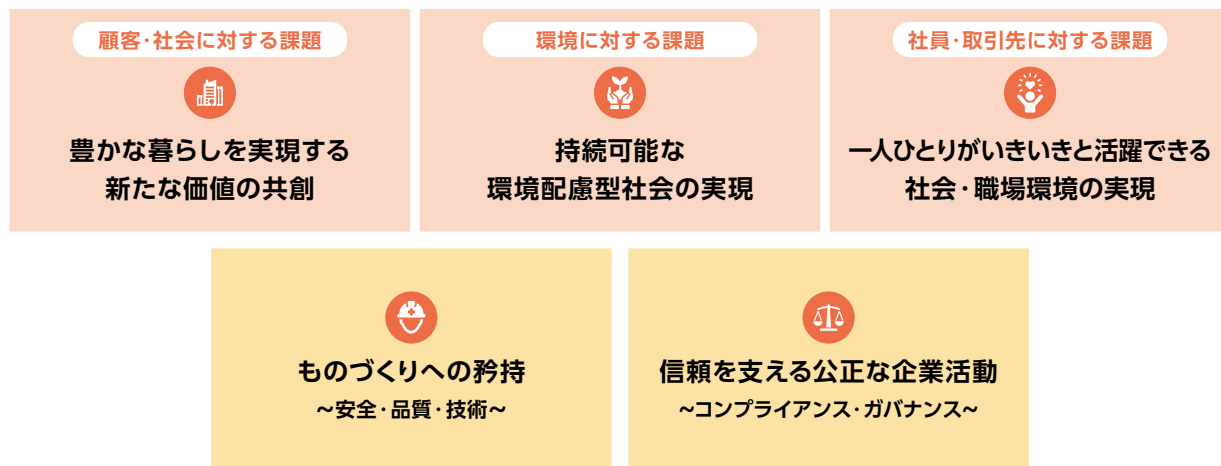 顧客・社会に対する課題
豊かな暮らしを実現する
新たな価値の共創
環境に対する課題
持続可能な
環境配慮型社会の実現
社員・取引先に対する課題
一人ひとりがいきいきと活躍できる
社会・職場環境の実現
ものづくりへの矜持
~安全・品質・技術~
信頼を支える公正な企業活動
~コンプライアンス・ガバナンス~